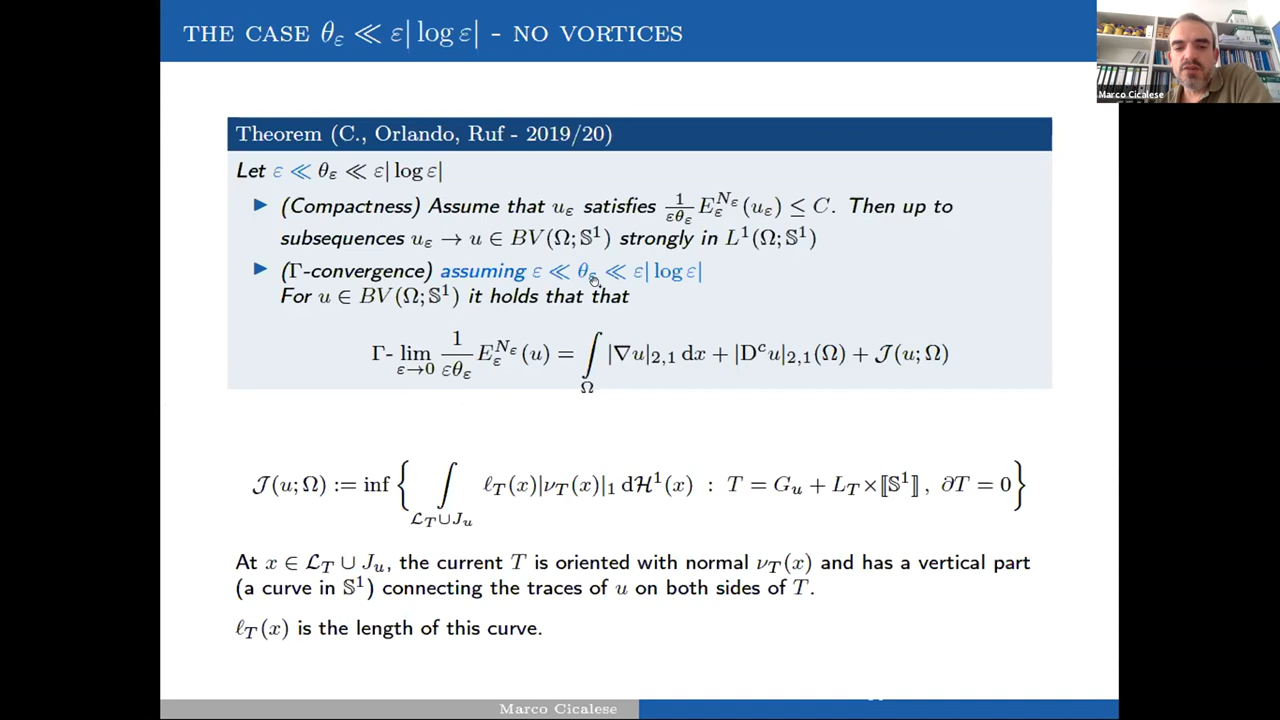 THE CASE θ_ε ≪ ε| log ε| - NO VORTICES
Marco Cicalese
Theorem (C., Orlando, Ruf - 2019/20)
Let ε ≪ θ_ε ≪ ε| log ε|
▶ (Compactness) Assume that u_ε satisfies 1/(εθ_ε) E_ε^{N_ε}(u_ε) ≤ C. Then up to
subsequences u_ε → u ∈ BV(Ω; 𝕊¹) strongly in L¹(Ω; 𝕊¹)
▶ (Γ-convergence) assuming ε ≪ θ_ε ≪ ε| log ε|
For u ∈ BV(Ω; 𝕊¹) it holds that that
Γ- lim_{ε→0} 1/(εθ_ε) E_ε^{N_ε}(u) = ∫_Ω |∇u|_{2,1} dx + |D^c u|_{2,1}(Ω) + 𝒥(u; Ω)
𝒥(u; Ω) := inf { ∫_{ℒ_T ∪ J_u} ℓ_T(x)|ν_T(x)|_1 dℋ¹(x) : T = G_u + L_T × ⟦𝕊¹⟧ , ∂T = 0 }
At x ∈ ℒ_T ∪ J_u, the current T is oriented with normal ν_T(x) and has a vertical part
(a curve in 𝕊¹) connecting the traces of u on both sides of T.
ℓ_T(x) is the length of this curve.
Marco Cicalese